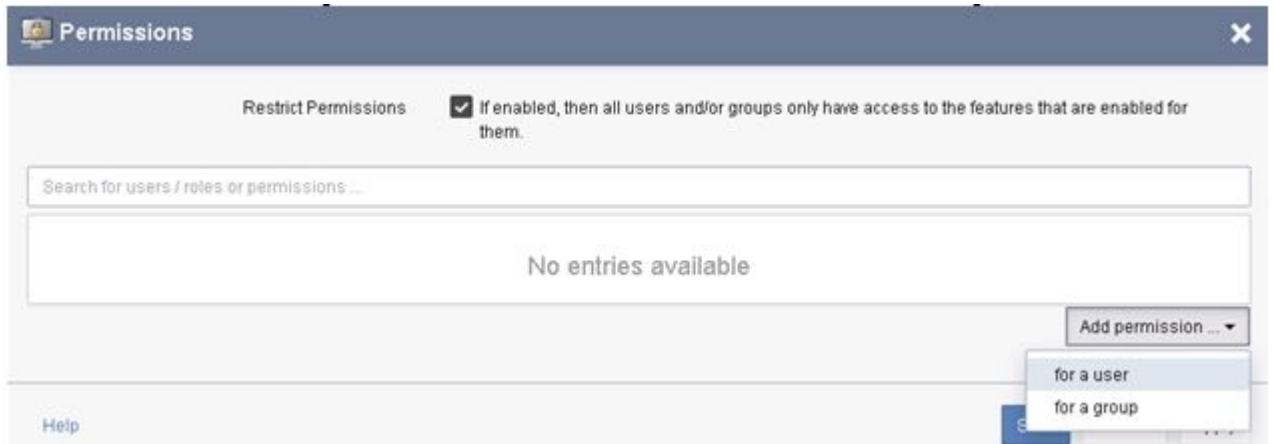 Permissions
Restrict Permissions
If enabled, then all users and/or groups only have access to the features that are enabled for
them.
Search for users / roles or permissions ...
No entries available
Add permission ...
for a user
for a group
Help